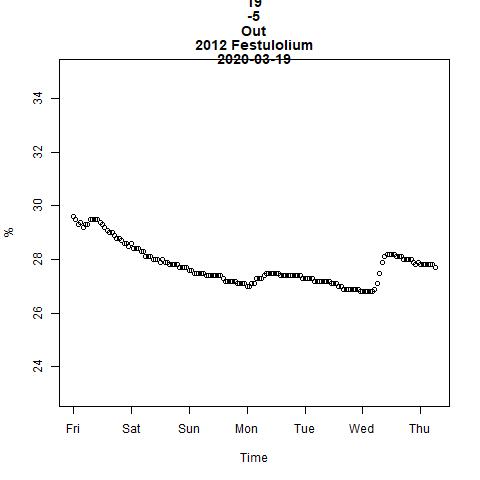 19
-5
Out
2012 Festulolium
2020-03-19
34
32
30
28
26
24
%
Fri Sat Sun Mon Tue Wed Thu
Time